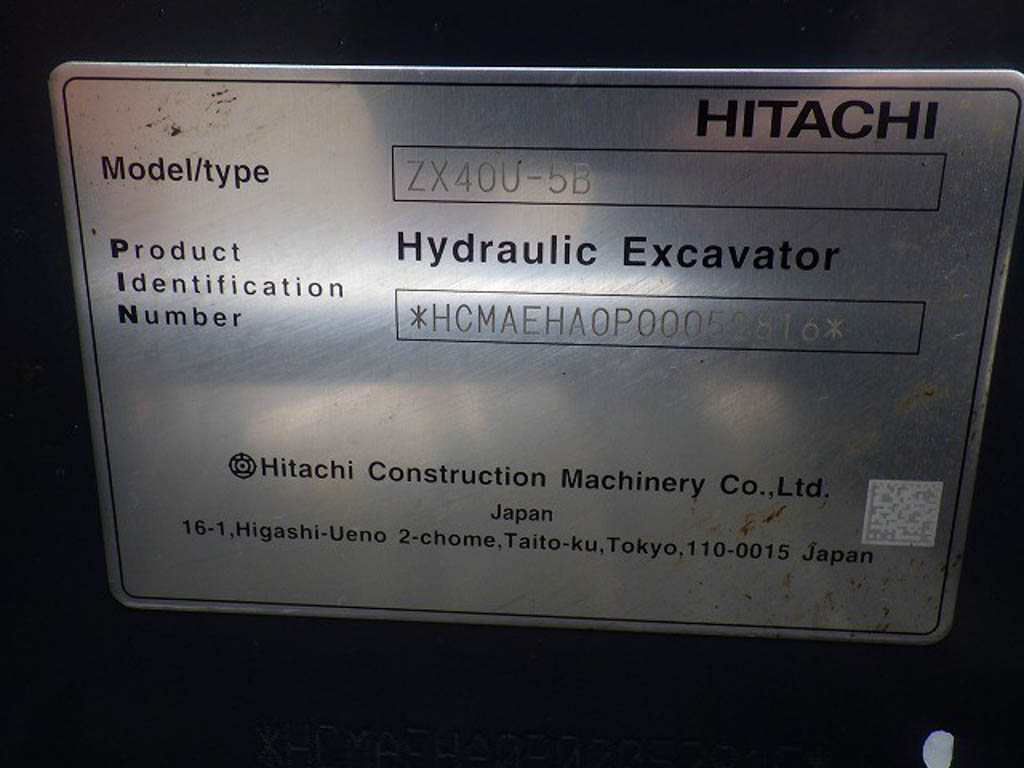 HITACHI
Model/type ZX40U-5B
Hydraulic Excavator
Product
Identification
Number *HCMAEHA0P00052816*
Hitachi Construction Machinery Co.,Ltd.
Japan
16-1,Higashi-Ueno 2-chome,Taito-ku,Tokyo,110-0015 Japan